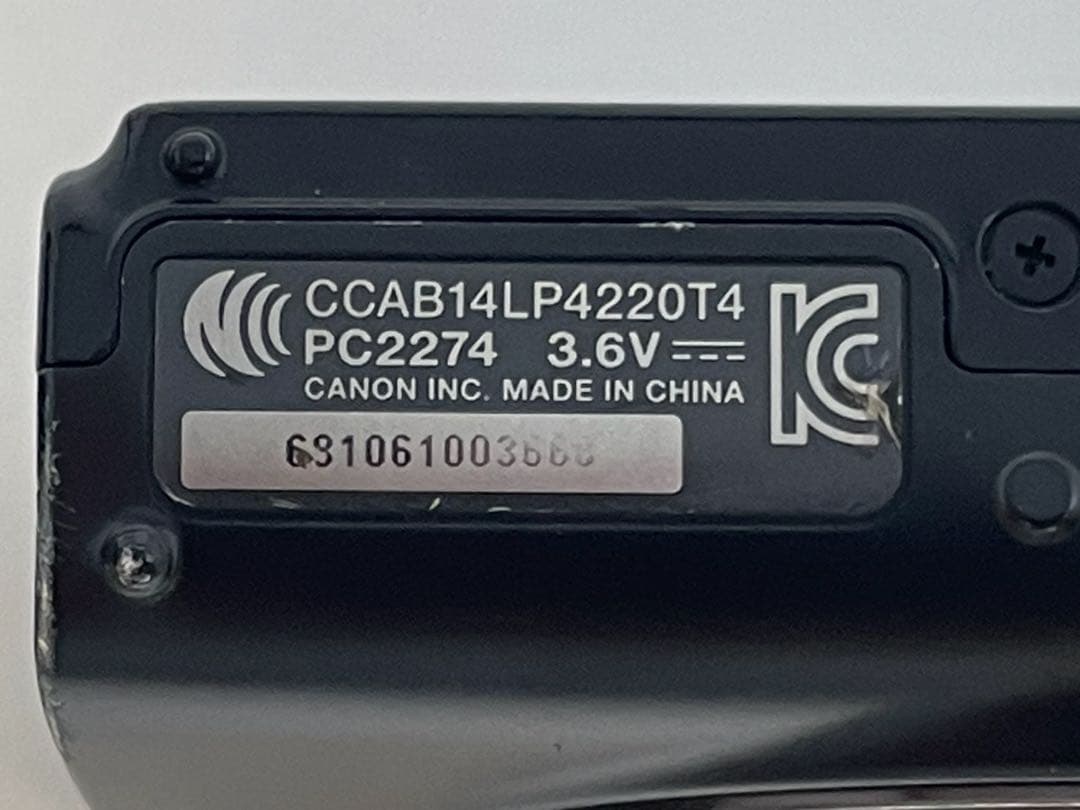 CCAB14LP4220T4
PC2274 3.6V
CANON INC. MADE IN CHINA